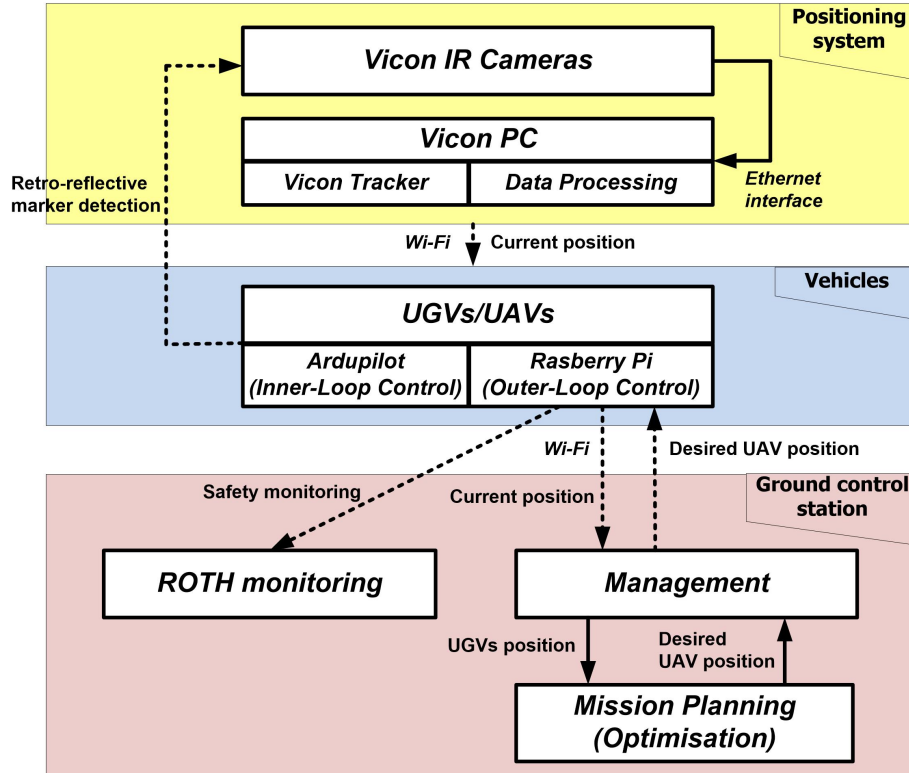 Positioning
system
Vicon IR Cameras
Vicon PC
Vicon Tracker
Data Processing
Retro-reflective
marker detection
Ethernet
interface
Wi-Fi
Current position
Vehicles
UGVs/UAVs
Ardupilot
(Inner-Loop Control)
Rasberry Pi
(Outer-Loop Control)
Wi-Fi
Desired UAV position
Safety monitoring
Current position
Ground control
station
ROTH monitoring
Management
UGVs position
Desired
UAV position
Mission Planning
(Optimisation)